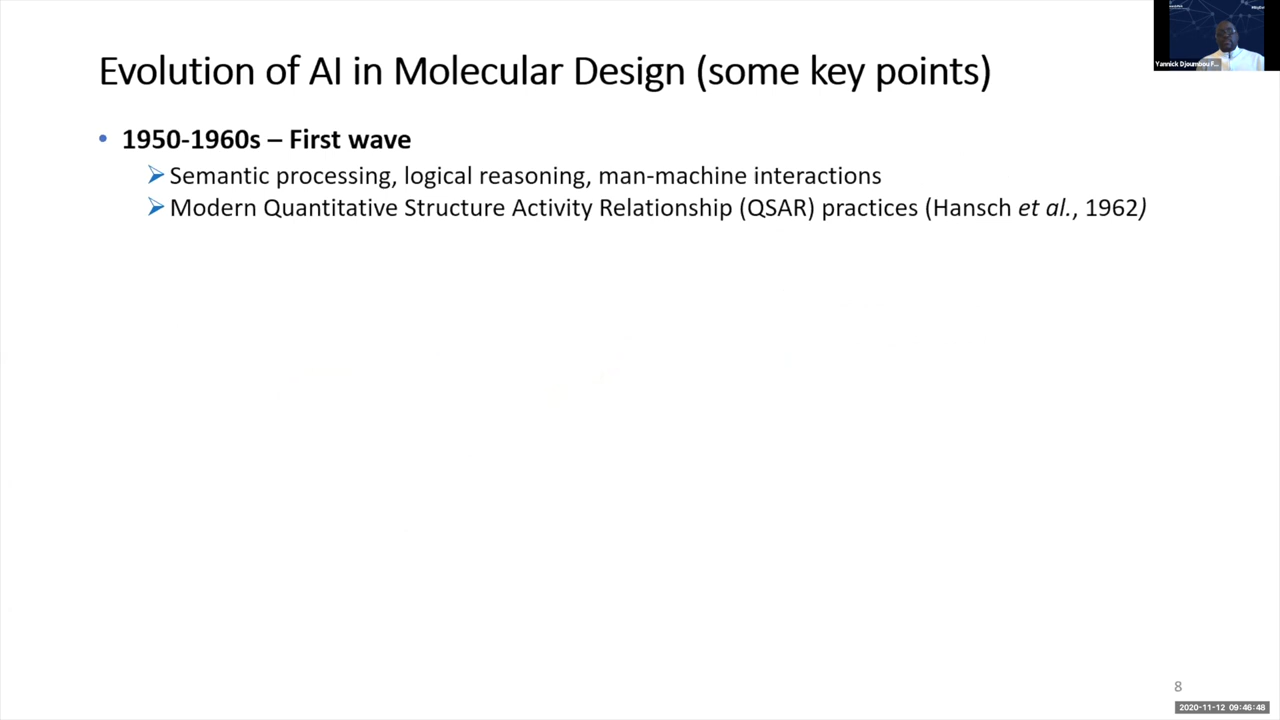 Evolution of AI in Molecular Design (some key points)
• 1950-1960s – First wave
➢ Semantic processing, logical reasoning, man-machine interactions
➢ Modern Quantitative Structure Activity Relationship (QSAR) practices (Hansch et al., 1962)
Yannick Djoumbou F...
8
2020-11-12 09:46:48